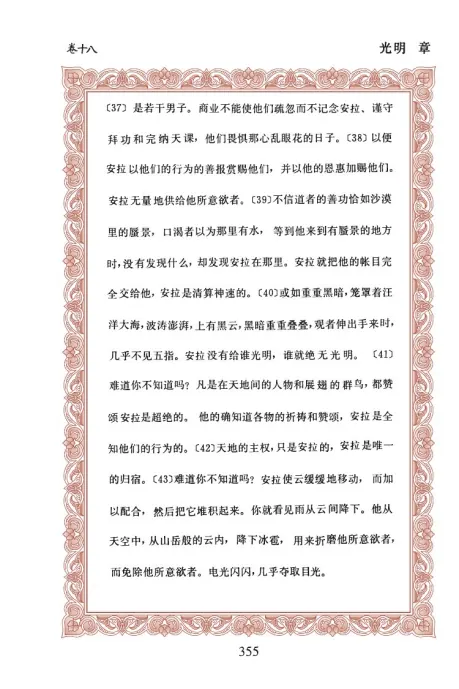 卷十八
光明 章
〔37〕是若干男子。商业不能使他们疏忽而不记念安拉、谨守
拜功和完纳天课，他们畏惧那心乱眼花的日子。〔38〕以便
安拉以他们的行为的善报赏赐他们，并以他的恩惠加赐他们。
安拉无量地供给他所意欲者。〔39〕不信道者的善功恰如沙漠
里的蜃景，口渴者以为那里有水，等到他来到有蜃景的地方
时，没有发现什么，却发现安拉在那里。安拉就把他的帐目完
全交给他，安拉是清算神速的。〔40〕或如重重黑暗，笼罩着汪
洋大海，波涛澎湃，上有黑云，黑暗重重叠叠，观者伸出手来时，
几乎不见五指。安拉没有给谁光明，谁就绝无光明。〔41〕
难道你不知道吗？凡是在天地间的人物和展翅的群鸟，都赞
颂安拉是超绝的。他的确知道各物的祈祷和赞颂，安拉是全
知他们的行为的。〔42〕天地的主权，只是安拉的，安拉是唯一
的归宿。〔43〕难道你不知道吗？安拉使云缓缓地移动，而加
以配合，然后把它堆积起来。你就看见雨从云间降下。他从
天空中，从山岳般的云内，降下冰雹，用来折磨他所意欲者，
而免除他所意欲者。电光闪闪，几乎夺取目光。
355